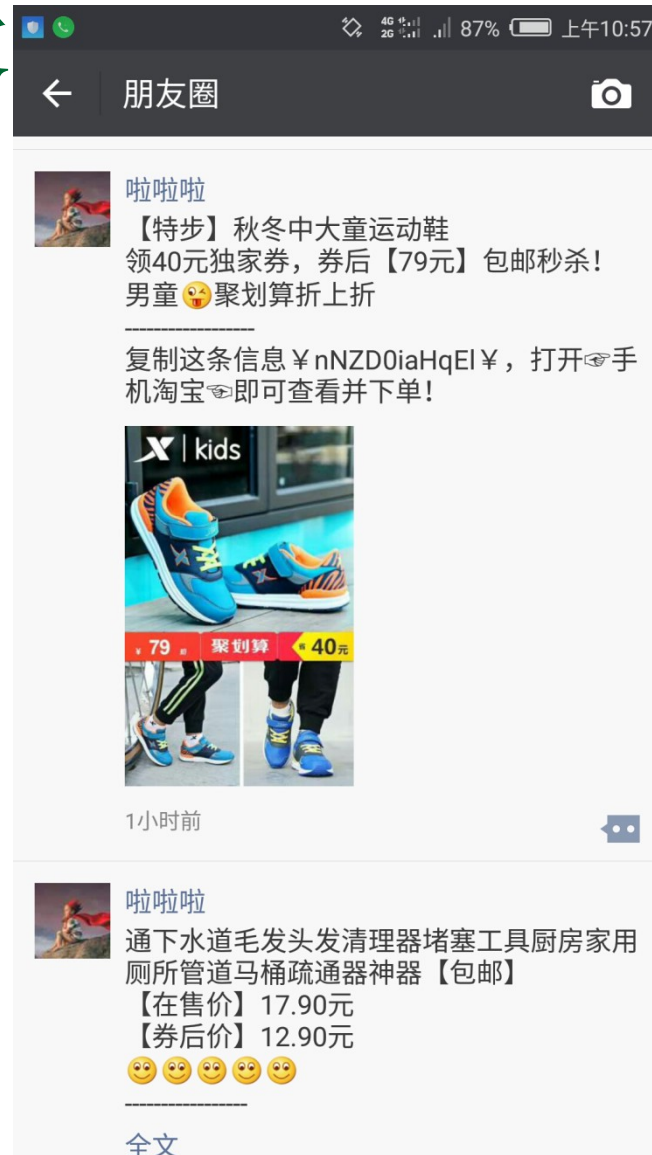 4G
2G
87%
上午10:57
朋友圈
啦啦啦
【特步】秋冬中大童运动鞋
领40元独家券，券后【79元】包邮秒杀！
男童😜聚划算折上折
-----------------
复制这条信息￥nNZD0iaHqEl￥，打开☞手
机淘宝☜即可查看并下单！
X | kids
¥ 79 起 聚划算 省 40元
1小时前
啦啦啦
通下水道毛发头发清理器堵塞工具厨房家用
厕所管道马桶疏通器神器【包邮】
【在售价】17.90元
【券后价】12.90元
-----------------
全文